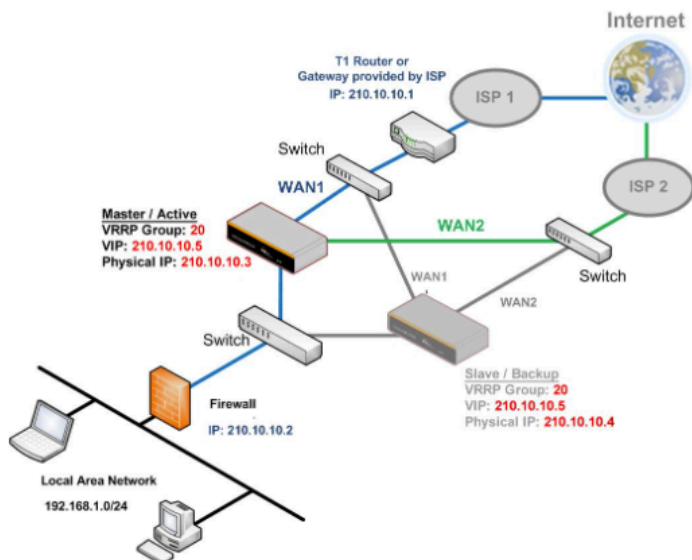 Internet
T1 Router or
Gateway provided by ISP
IP: 210.10.10.1
ISP 1
Switch
WAN1
ISP 2
Master / Active
VRRP Group: 20
VIP: 210.10.10.5
Physical IP: 210.10.10.3
WAN2
Switch
WAN1
WAN2
Switch
Slave / Backup
VRRP Group: 20
VIP: 210.10.10.5
Physical IP: 210.10.10.4
Firewall
IP: 210.10.10.2
Local Area Network
192.168.1.0/24